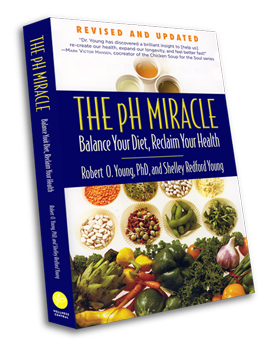 REVISED AND UPDATED
"Dr. Young has discovered a brilliant insight to [help us]
re-create our health, expand our longevity, and feel better fast!"
—MARK VICTOR HANSEN, cocreator of the Chicken Soup for the Soul series
THE pH MIRACLE
Balance Your Diet, Reclaim Your Health
Robert O. Young, PhD, and Shelley Redford Young
THE pH MIRACLE
Balance Your Diet, Reclaim Your Health
Robert O. Young, PhD, and Shelley Redford Young
WELLNESS
CENTRAL